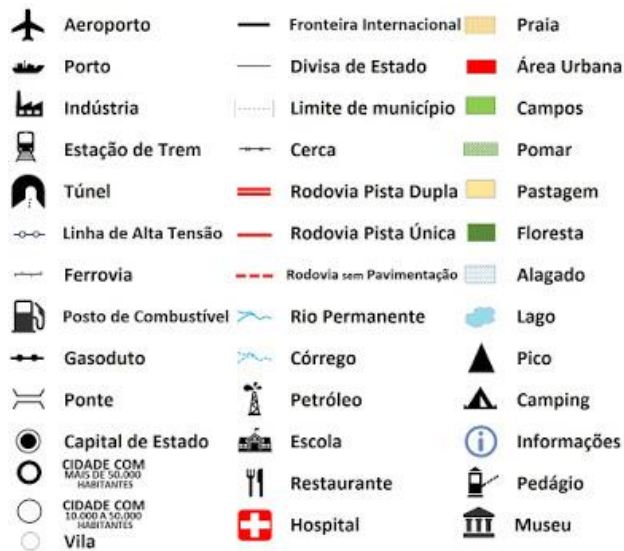 Aeroporto
Porto
Indústria
Estação de Trem
Túnel
Linha de Alta Tensão
Ferrovia
Posto de Combustível
Gasoduto
Ponte
Capital de Estado
CIDADE COM
MAIS DE 50.000
HABITANTES
CIDADE COM
10.000 A 50.000
HABITANTES
Vila
Fronteira Internacional
Divisa de Estado
Limite de município
Cerca
Rodovia Pista Dupla
Rodovia Pista Única
Rodovia sem Pavimentação
Rio Permanente
Córrego
Petróleo
Escola
Restaurante
Hospital
Praia
Área Urbana
Campos
Pomar
Pastagem
Floresta
Alagado
Lago
Pico
Camping
Informações
Pedágio
Museu